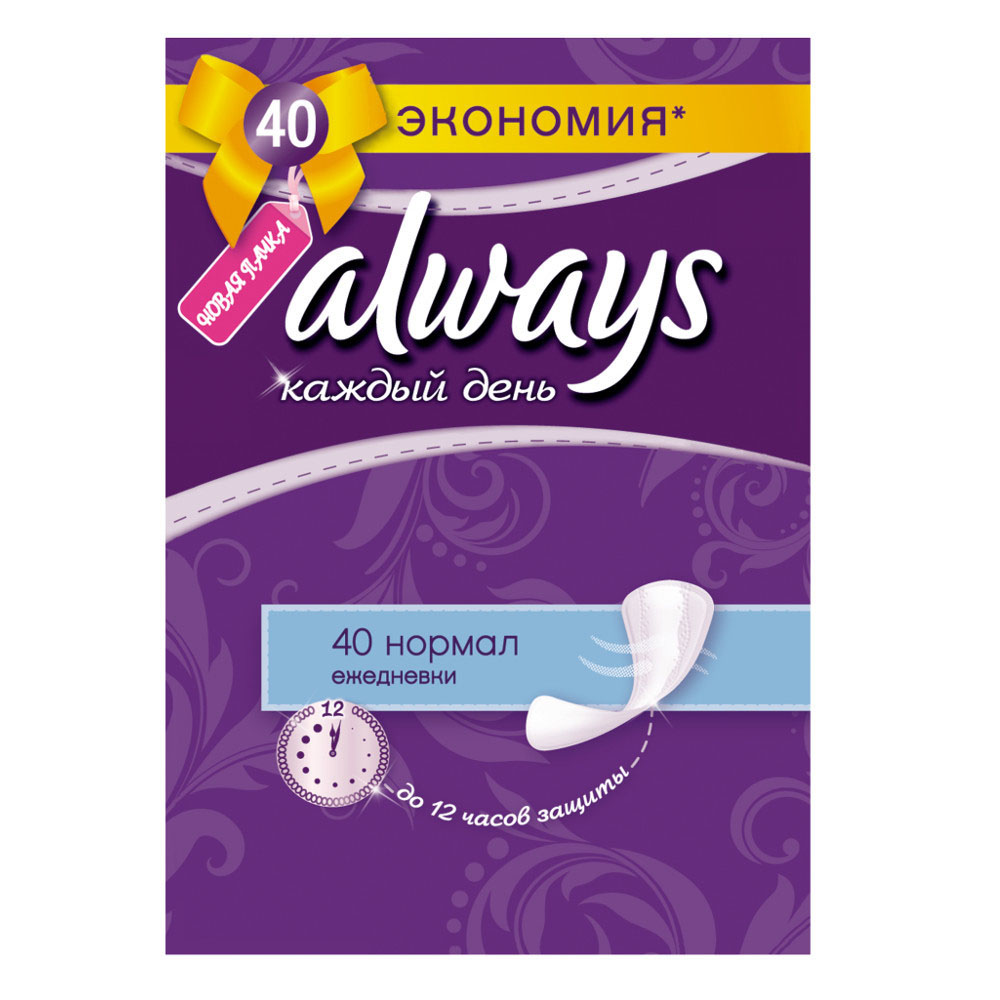 40
ЭКОНОМИЯ*
НОВАЯ ПАЧКА
always
каждый день
40 нормал
ежедневки
12
до 12 часов защиты